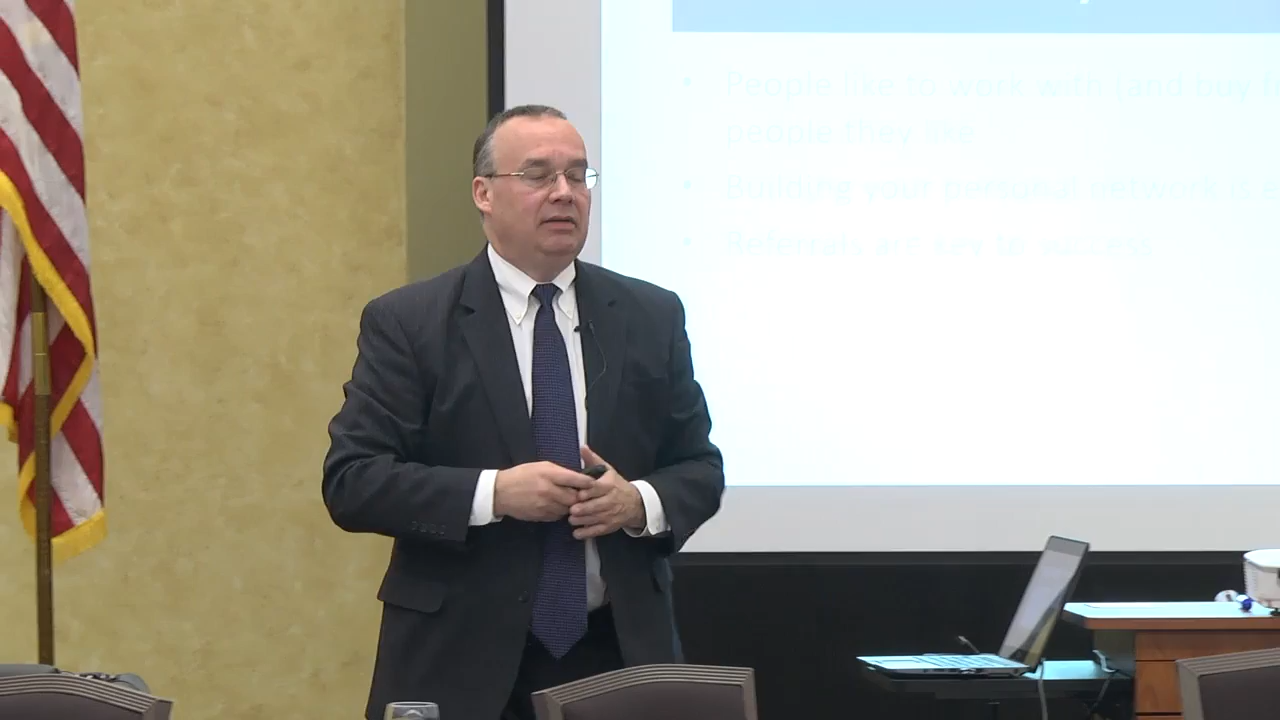 • People like to work with (and buy
people they like
• Building your personal network
• Referrals are key to success